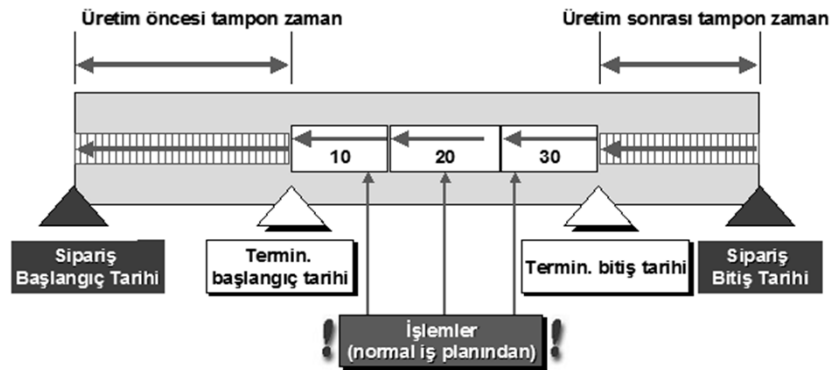 Üretim öncesi tampon zaman
Üretim sonrası tampon zaman
10
20
30
Sipariş
Başlangıç Tarihi
Termin.
başlangıç tarihi
Termin. bitiş tarihi
Sipariş
Bitiş Tarihi
! İşlemler !
(normal iş planından)